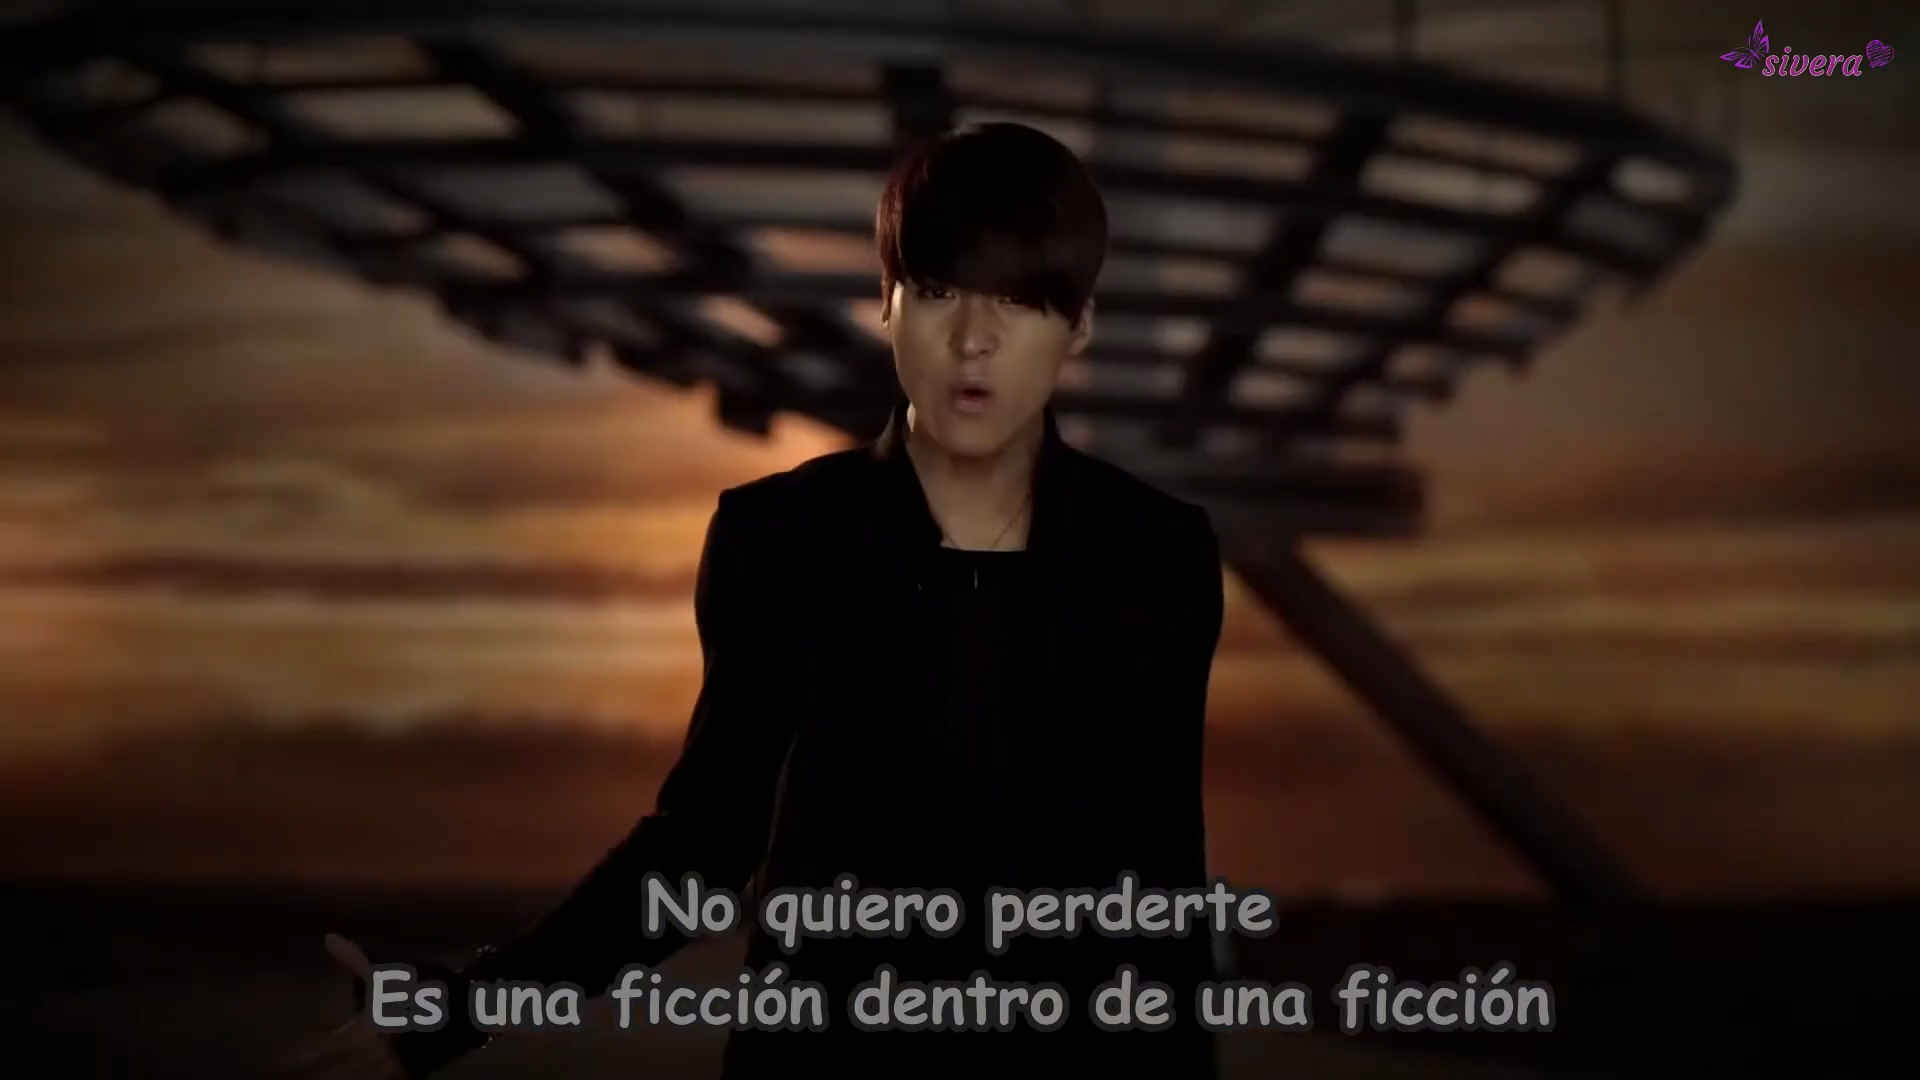 sivera
No quiero perderte
Es una ficción dentro de una ficción